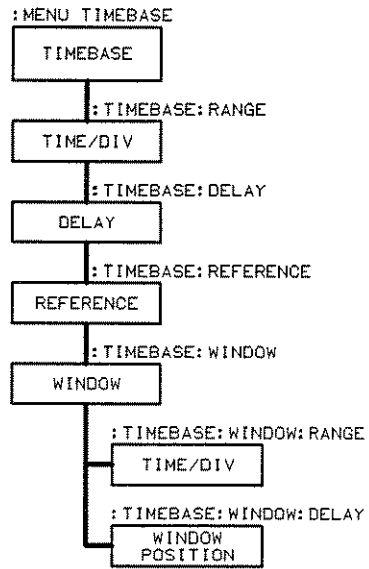 :MENU TIMEBASE
TIMEBASE
:TIMEBASE:RANGE
TIME/DIV
:TIMEBASE:DELAY
DELAY
:TIMEBASE:REFERENCE
REFERENCE
:TIMEBASE:WINDOW
WINDOW
:TIMEBASE:WINDOW:RANGE
TIME/DIV
:TIMEBASE:WINDOW:DELAY
WINDOW
POSITION